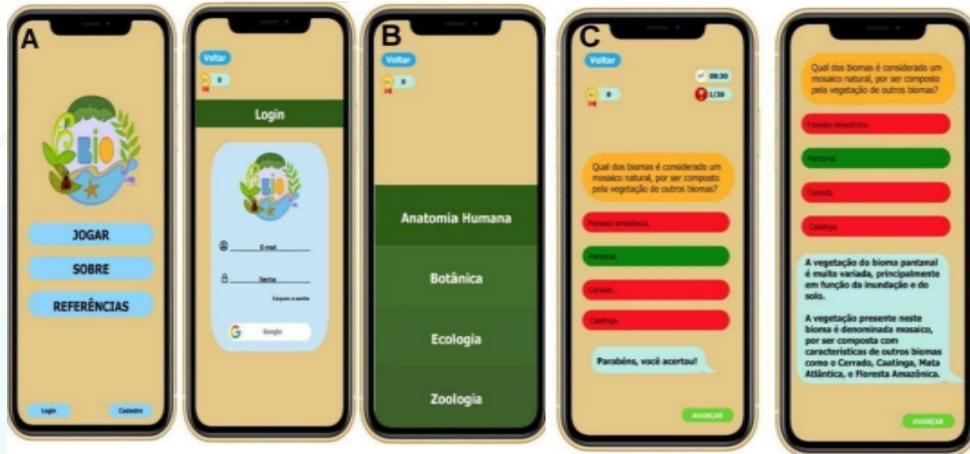 A
BIO
JOGAR
SOBRE
REFERÊNCIAS
Login
Cadastro
Voltar
0
Login
BIO
E-mail
Senha
Esqueci a senha
Google
B
Voltar
0
Anatomia Humana
Botânica
Ecologia
Zoologia
C
Voltar
00:30
0
1/20
Qual dos biomas é considerado um
mosaico natural, por ser composto
pela vegetação de outros biomas?
Floresta amazônica.
Pantanal.
Cerrado.
Caatinga.
Parabéns, você acertou!
AVANÇAR
Qual dos biomas é considerado um
mosaico natural, por ser composto
pela vegetação de outros biomas?
Floresta amazônica.
Pantanal.
Cerrado.
Caatinga
A vegetação do bioma pantanal
é muito variada, principalmente
em função da inundação e do
solo.
A vegetação presente neste
bioma é denominada mosaico,
por ser composta com
características de outros biomas
como o Cerrado, Caatinga, Mata
Atlântica, e Floresta Amazônica.
AVANÇAR